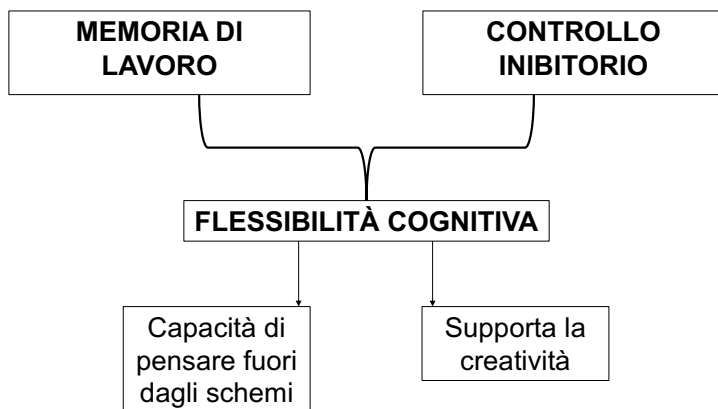 MEMORIA DI
LAVORO
CONTROLLO
INIBITORIO
FLESSIBILITÀ COGNITIVA
Capacità di
pensare fuori
dagli schemi
Supporta la
creatività